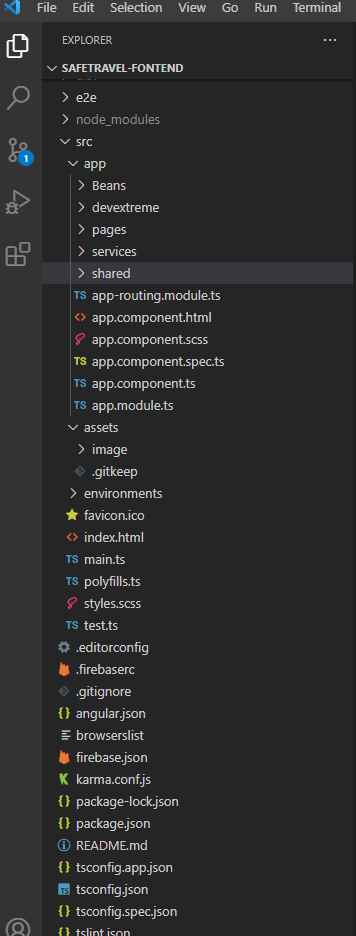 File Edit Selection View Go Run Terminal
EXPLORER
SAFETRAVEL-FONTEND
e2e
node_modules
src
app
Beans
devextreme
pages
services
shared
TS app-routing.module.ts
<> app.component.html
app.component.scss
TS app.component.spec.ts
TS app.component.ts
TS app.module.ts
assets
image
.gitkeep
environments
favicon.ico
<> index.html
TS main.ts
TS polyfills.ts
styles.scss
TS test.ts
.editorconfig
.firebaserc
.gitignore
{} angular.json
browserslist
firebase.json
karma.conf.js
{} package-lock.json
{} package.json
README.md
{} tsconfig.app.json
TS tsconfig.json
{} tsconfig.spec.json
{} tslint.json
1